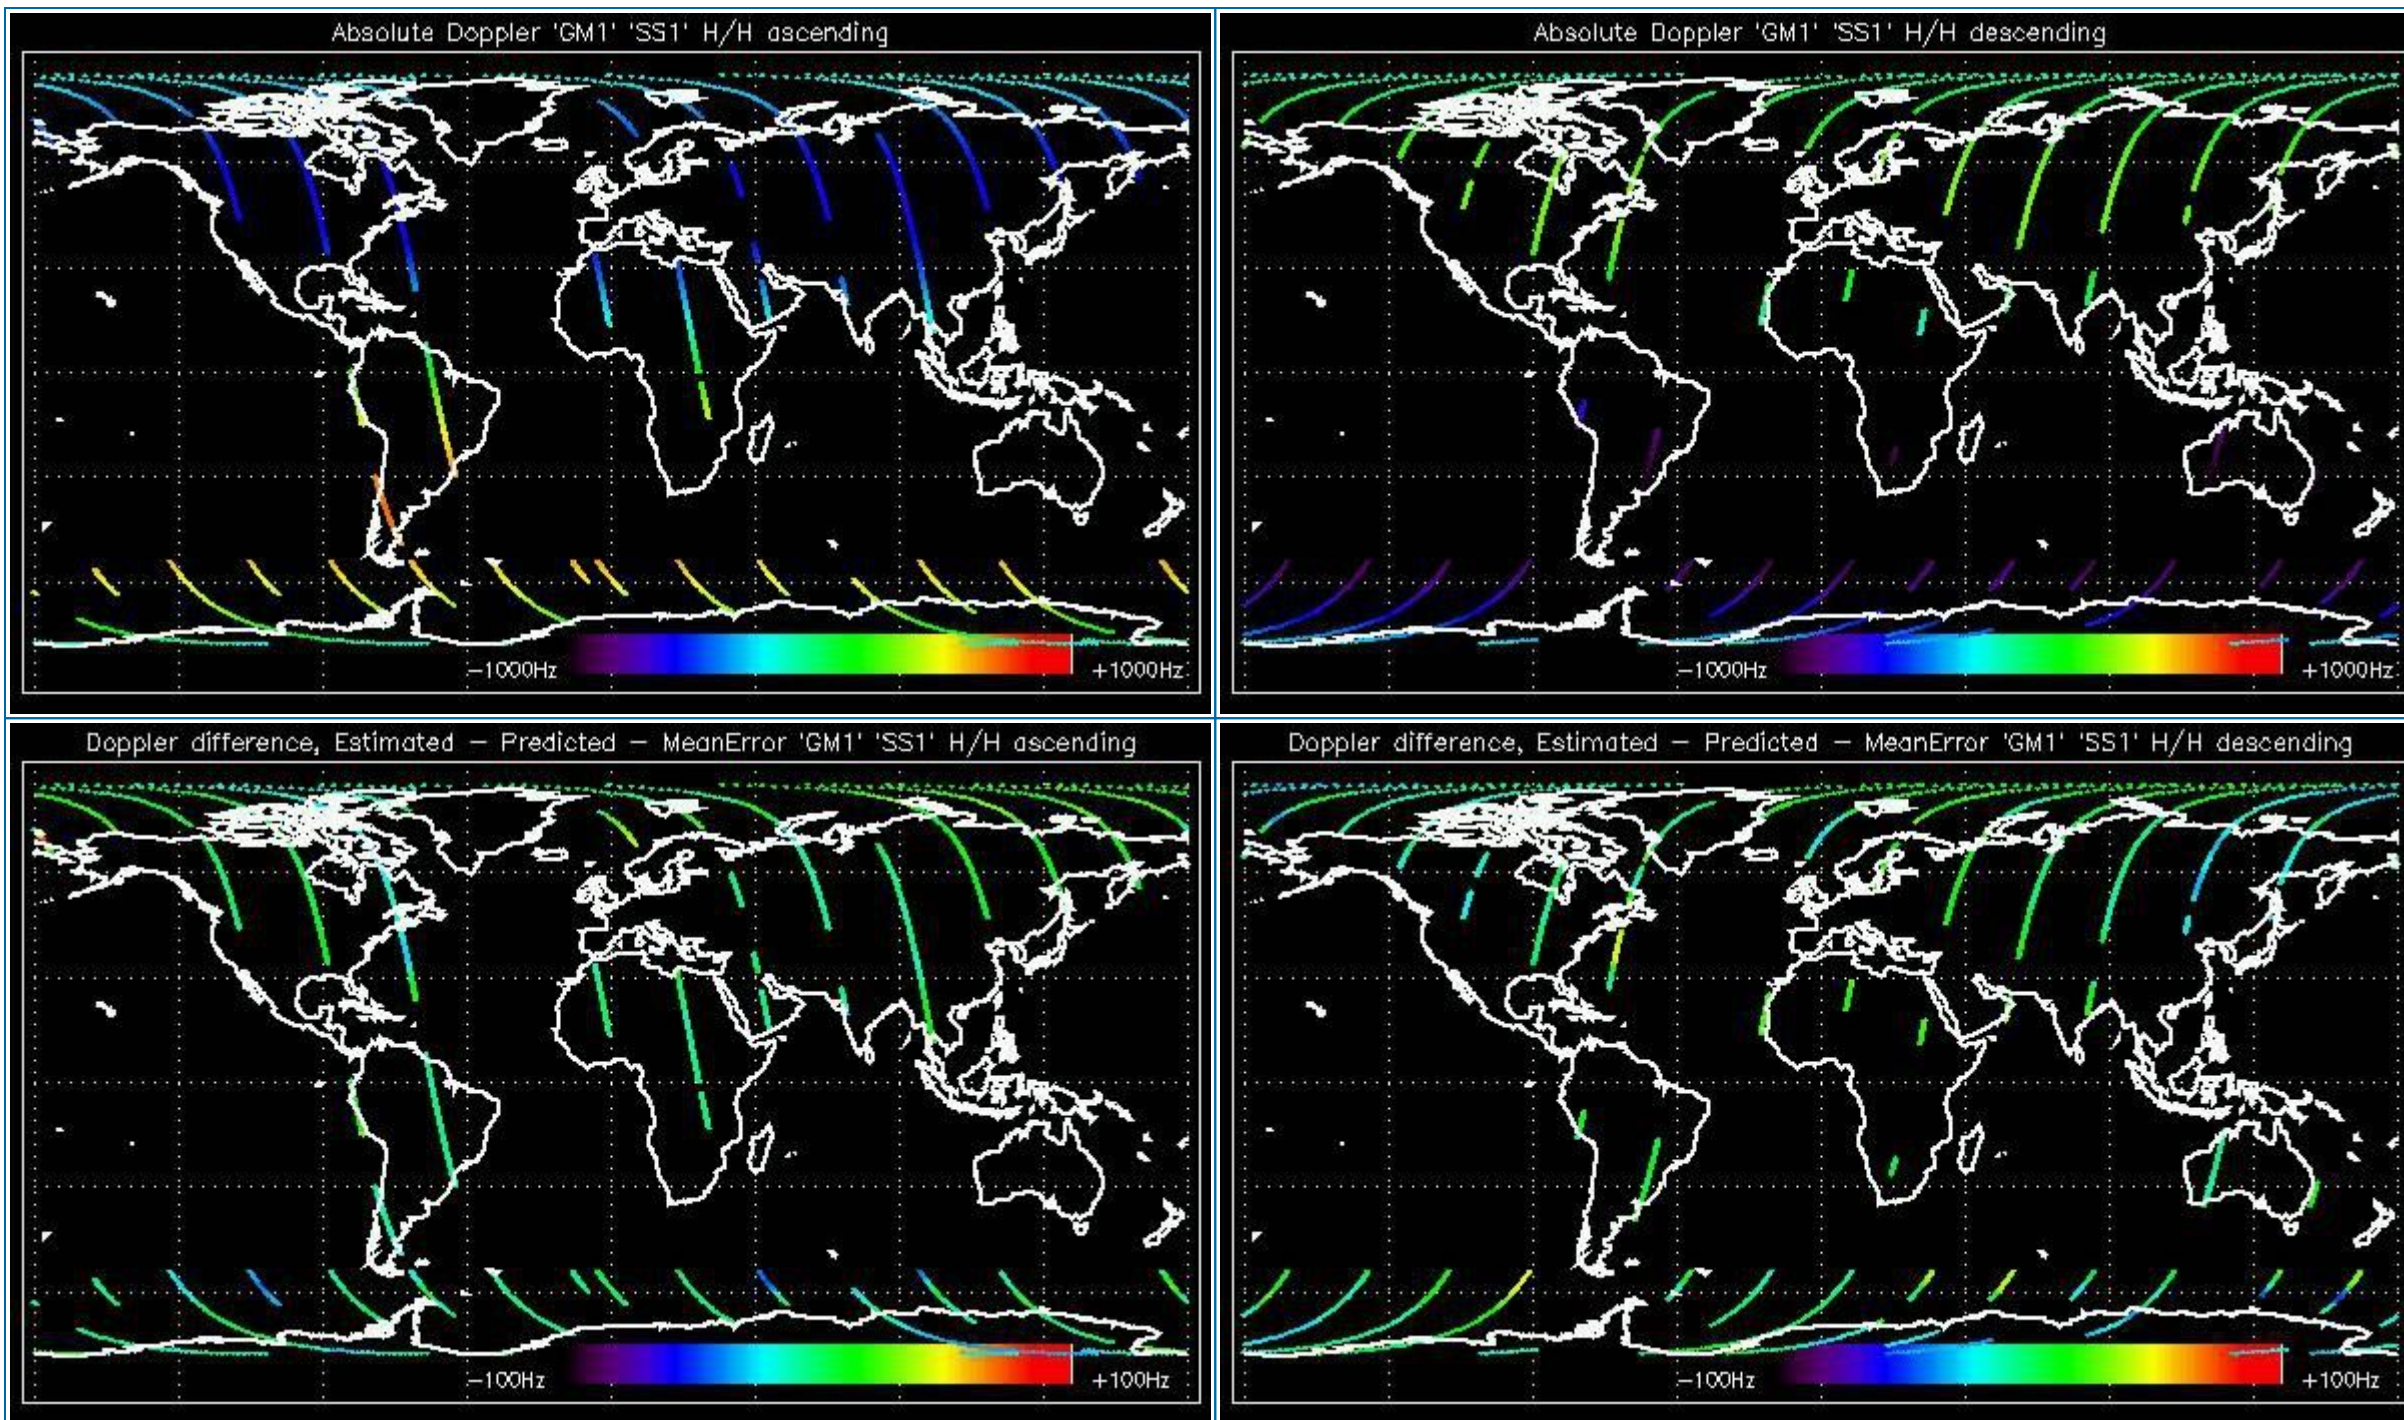 Absolute Doppler 'GM1' 'SS1' H/H ascending
−1000Hz
+1000Hz
Absolute Doppler 'GM1' 'SS1' H/H descending
−1000Hz
+1000Hz
Doppler difference, Estimated − Predicted − MeanError 'GM1' 'SS1' H/H ascending
−100Hz
+100Hz
Doppler difference, Estimated − Predicted − MeanError 'GM1' 'SS1' H/H descending
−100Hz
+100Hz